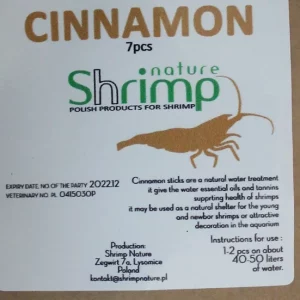 CINNAMON
7pcs
nature
Shrimp
POLISH PRODUCTS FOR SHRIMP
Cinnamon sticks are a natural water treatment
it give the water essential oils and tannins
supprting health of shrimps
it may be used as a natural shelter for the young
and newbor shrimps or attractive
decoration in the aquarium
EXPIRY DATE, NO OF THE PARTY 2022.12
VETERINARY NO. PL 0415030P
Production:
Shrimp Nature
Zegwirt 7a, Lysomice
Poland
kontakt@shrimpnature.pl
Instructions for use :
1-2 pcs on about
40-50 liters
of water.